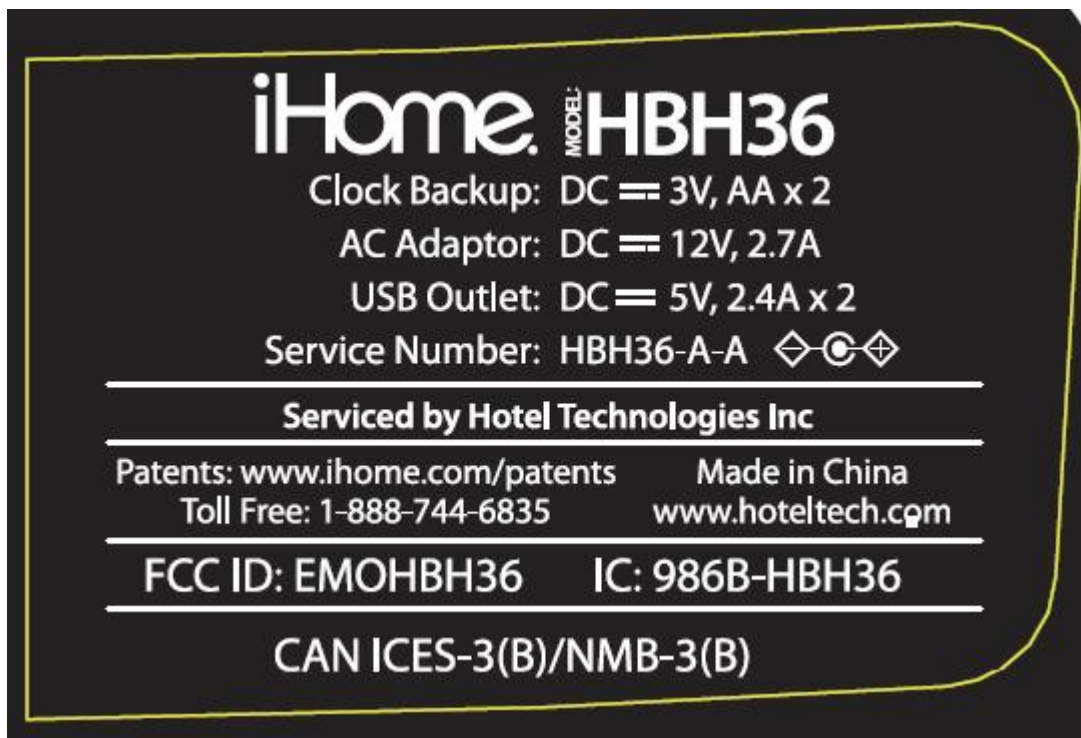 iHome. MODEL: HBH36
Clock Backup: DC 3V, AA x 2
AC Adaptor: DC 12V, 2.7A
USB Outlet: DC 5V, 2.4A x 2
Service Number: HBH36-A-A
Serviced by Hotel Technologies Inc
Patents: www.ihome.com/patents Made in China
Toll Free: 1-888-744-6835 www.hoteltech.com
FCC ID: EMOHBH36 IC: 986B-HBH36
CAN ICES-3(B)/NMB-3(B)